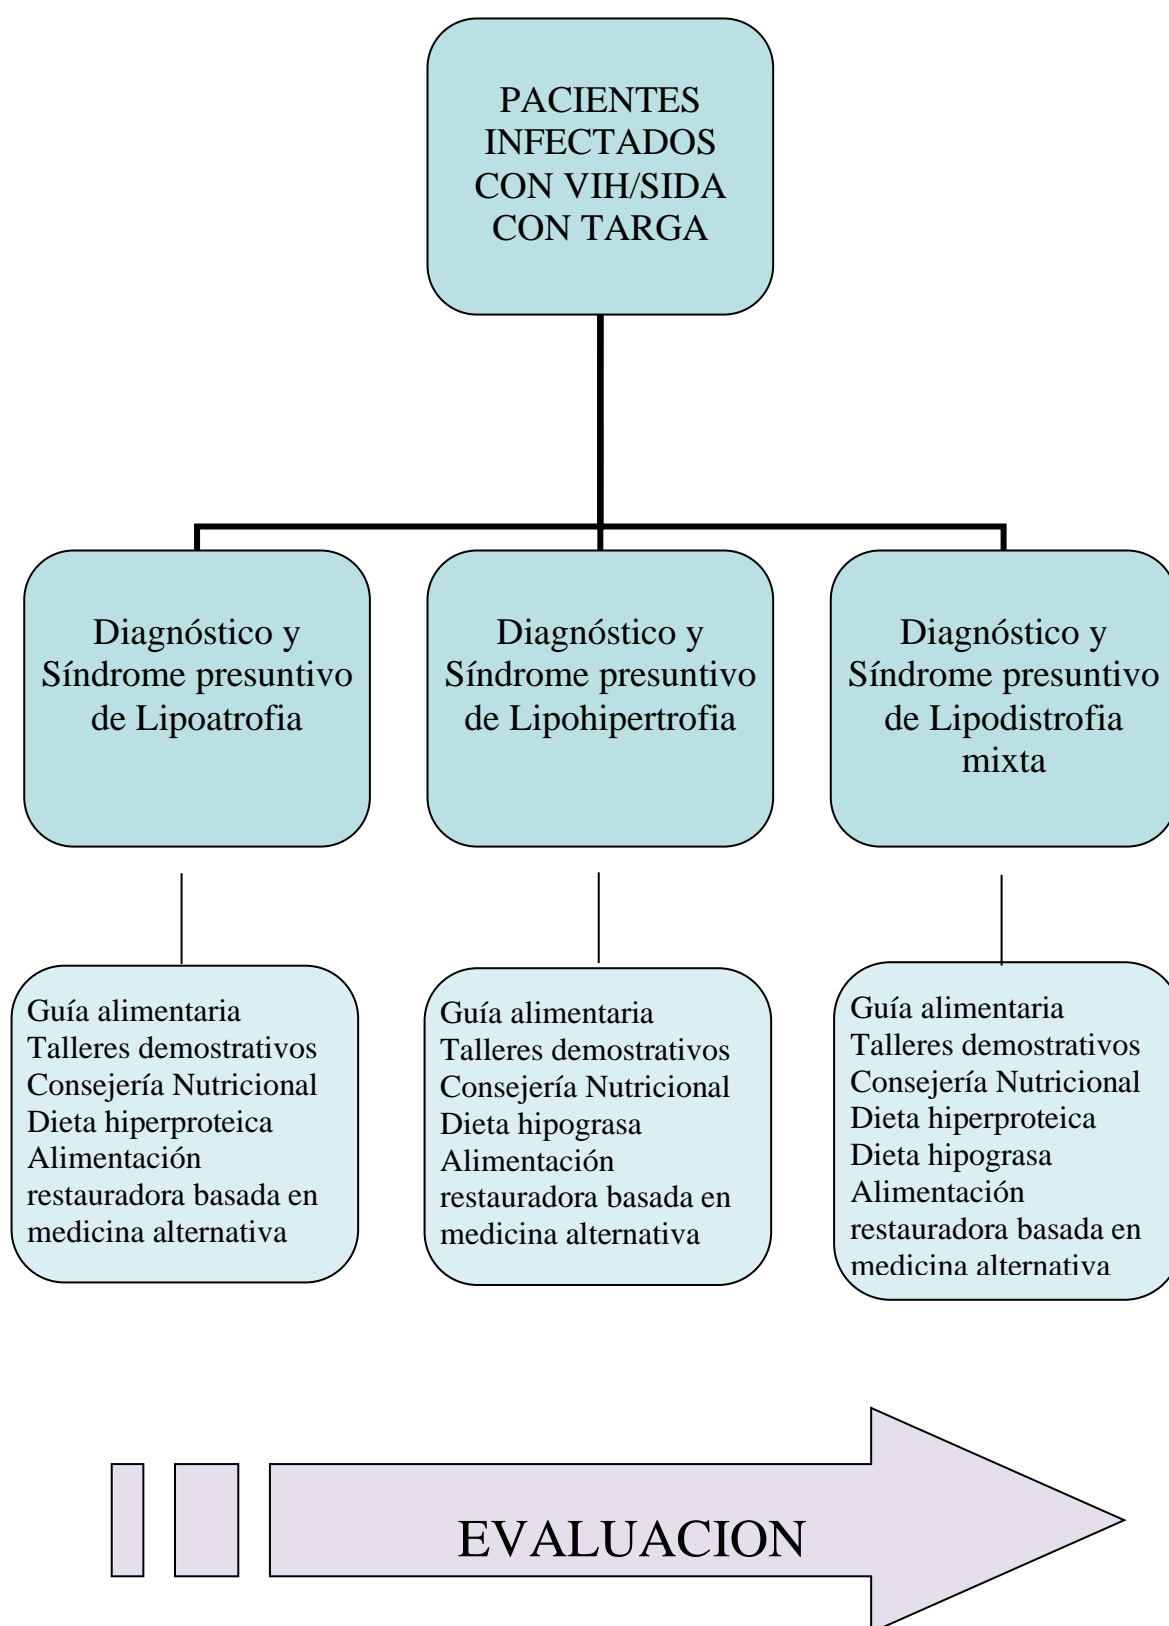 PACIENTES
INFECTADOS
CON VIH/SIDA
CON TARGA
Diagnóstico y
Síndrome presuntivo
de Lipoatrofia
Diagnóstico y
Síndrome presuntivo
de Lipohipertrofia
Diagnóstico y
Síndrome presuntivo
de Lipodistrofia
mixta
Guía alimentaria
Talleres demostrativos
Consejería Nutricional
Dieta hiperproteica
Alimentación
restauradora basada en
medicina alternativa
Guía alimentaria
Talleres demostrativos
Consejería Nutricional
Dieta hipograsa
Alimentación
restauradora basada en
medicina alternativa
Guía alimentaria
Talleres demostrativos
Consejería Nutricional
Dieta hiperproteica
Dieta hipograsa
Alimentación
restauradora basada en
medicina alternativa
EVALUACION